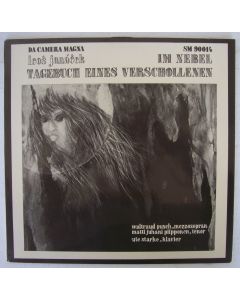 DA CAMERA MAGNA SM 90014
leoš janáček IM NEBEL
TAGEBUCH EINES VERSCHOLLENEN
waltraud pusch, mezzosopran
matti juhani piipponen, tenor
ute starke, klavier